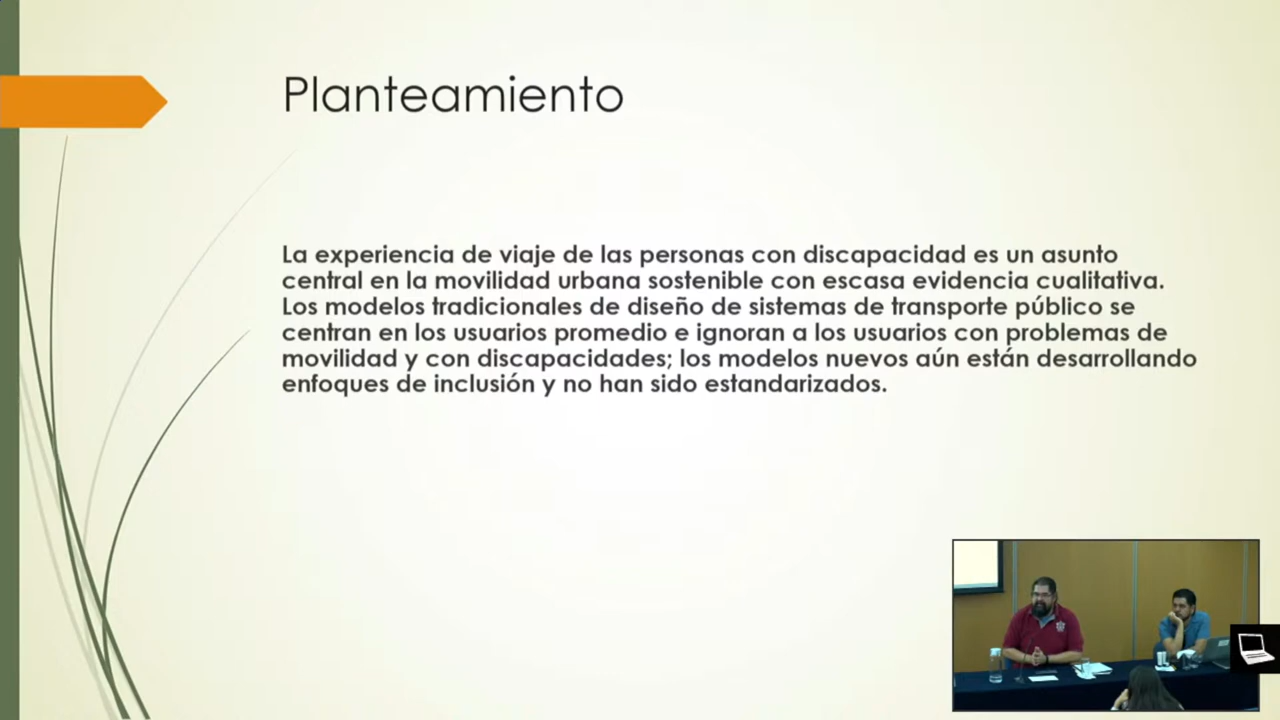 Planteamiento
La experiencia de viaje de las personas con discapacidad es un asunto
central en la movilidad urbana sostenible con escasa evidencia cualitativa.
Los modelos tradicionales de diseño de sistemas de transporte público se
centran en los usuarios promedio e ignoran a los usuarios con problemas de
movilidad y con discapacidades; los modelos nuevos aún están desarrollando
enfoques de inclusión y no han sido estandarizados.